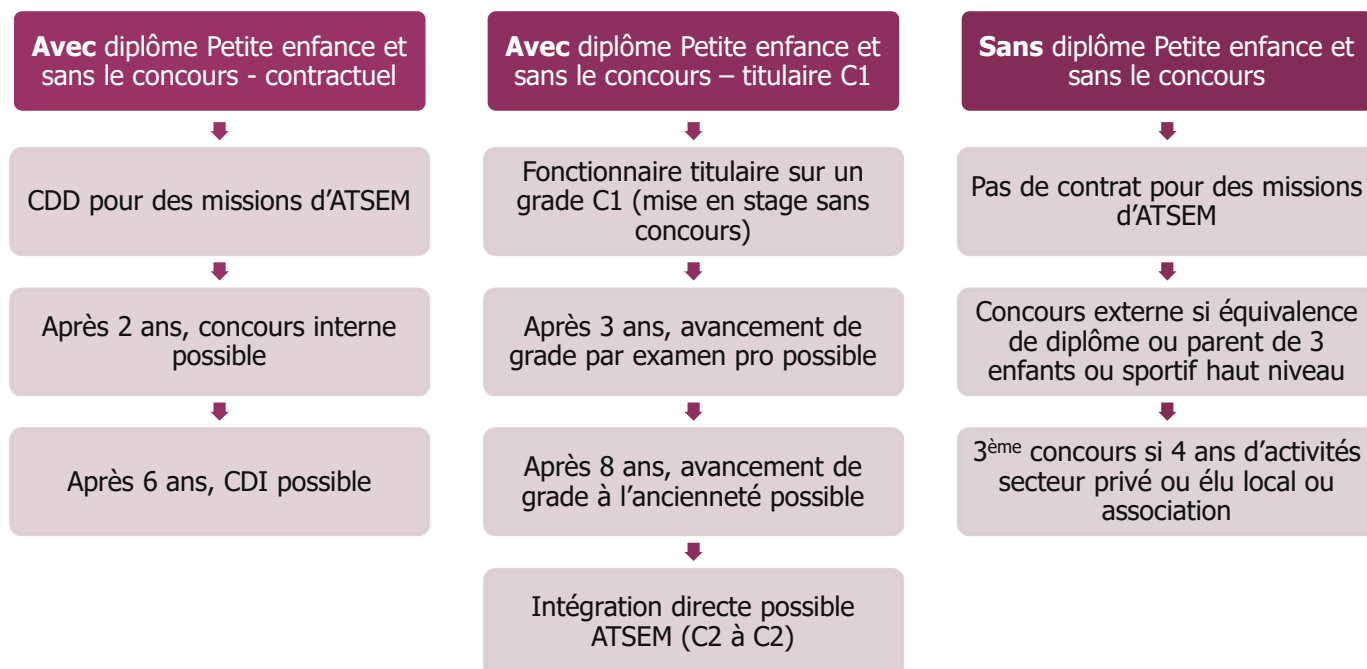 Avec diplôme Petite enfance et
sans le concours - contractuel
CDD pour des missions d'ATSEM
Après 2 ans, concours interne
possible
Après 6 ans, CDI possible
Avec diplôme Petite enfance et
sans le concours – titulaire C1
Fonctionnaire titulaire sur un
grade C1 (mise en stage sans
concours)
Après 3 ans, avancement de
grade par examen pro possible
Après 8 ans, avancement de
grade à l'ancienneté possible
Intégration directe possible
ATSEM (C2 à C2)
Sans diplôme Petite enfance et
sans le concours
Pas de contrat pour des missions
d'ATSEM
Concours externe si équivalence
de diplôme ou parent de 3
enfants ou sportif haut niveau
3ème concours si 4 ans d'activités
secteur privé ou élu local ou
association